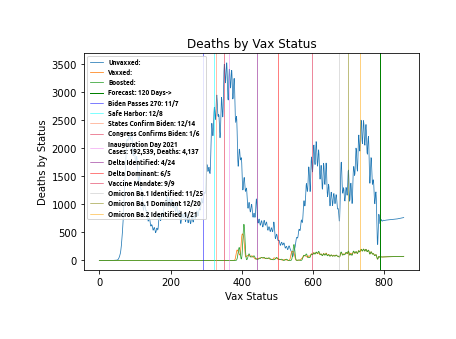 Deaths by Vax Status
Deaths by Status
3500
3000
2500
2000
1500
1000
500
0
Unvaxxed:
Vaxxed:
Boosted:
Forecast: 120 Days->
Biden Passes 270: 11/7
Safe Harbor: 12/8
States Confirm Biden: 12/14
Congress Confirms Biden: 1/6
Inauguration Day 2021
Cases: 192,539, Deaths: 4,137
Delta Identified: 4/24
Delta Dominant: 6/5
Vaccine Mandate: 9/9
Omicron Ba.1 Identified: 11/25
Omicron Ba.1 Dominant 12/20
Omicron Ba.2 Identified 1/21
0 200 400 600 800
Vax Status